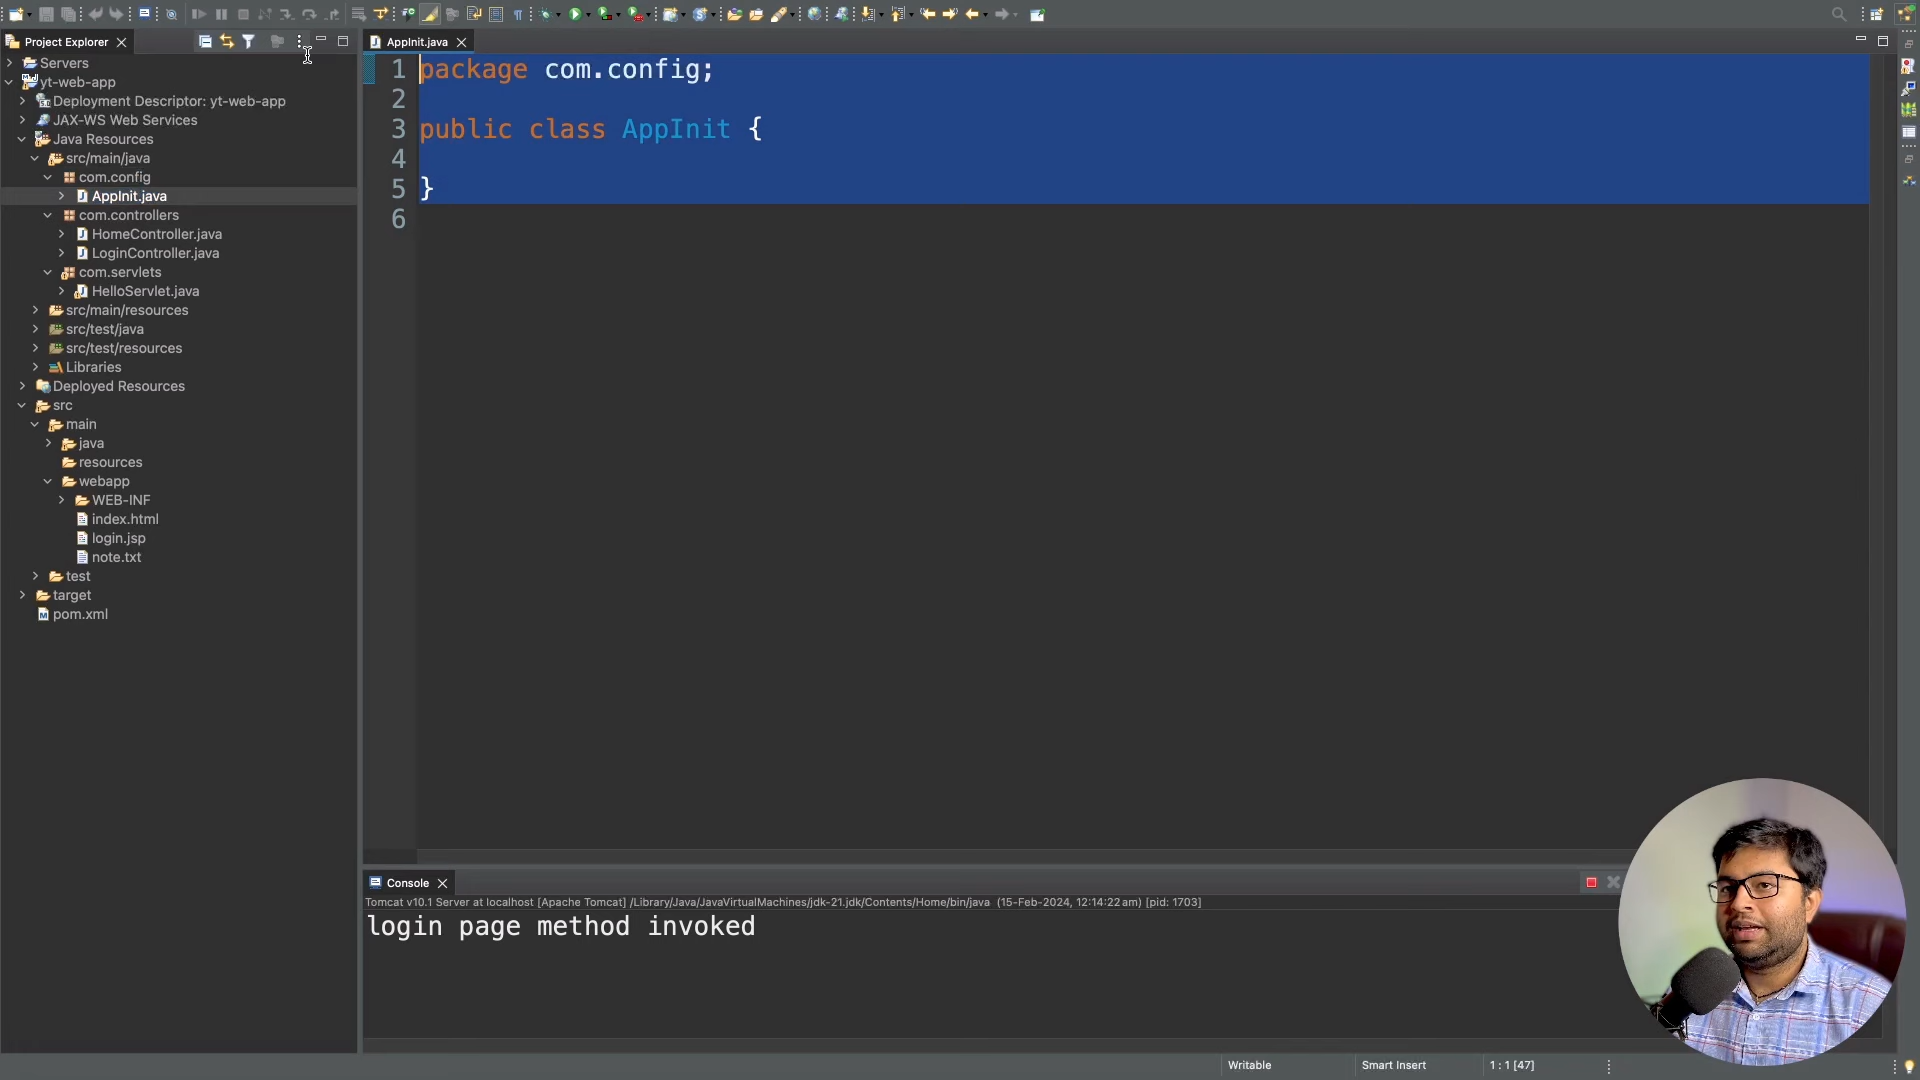 Project Explorer
Servers
yt-web-app
Deployment Descriptor: yt-web-app
JAX-WS Web Services
Java Resources
src/main/java
com.config
AppInit.java
com.controllers
HomeController.java
LoginController.java
com.servlets
HelloServlet.java
src/main/resources
src/test/java
src/test/resources
Libraries
Deployed Resources
src
main
java
resources
webapp
WEB-INF
index.html
login.jsp
note.txt
test
target
pom.xml
AppInit.java
1 package com.config;
2
3 public class AppInit {
4
5 }
6
Console
Tomcat v10.1 Server at localhost [Apache Tomcat] /Library/Java/JavaVirtualMachines/jdk-21.jdk/Contents/Home/bin/java (15-Feb-2024, 12:14:22 am) [pid: 1703]
login page method invoked
Writable Smart Insert 1 : 1 [47]